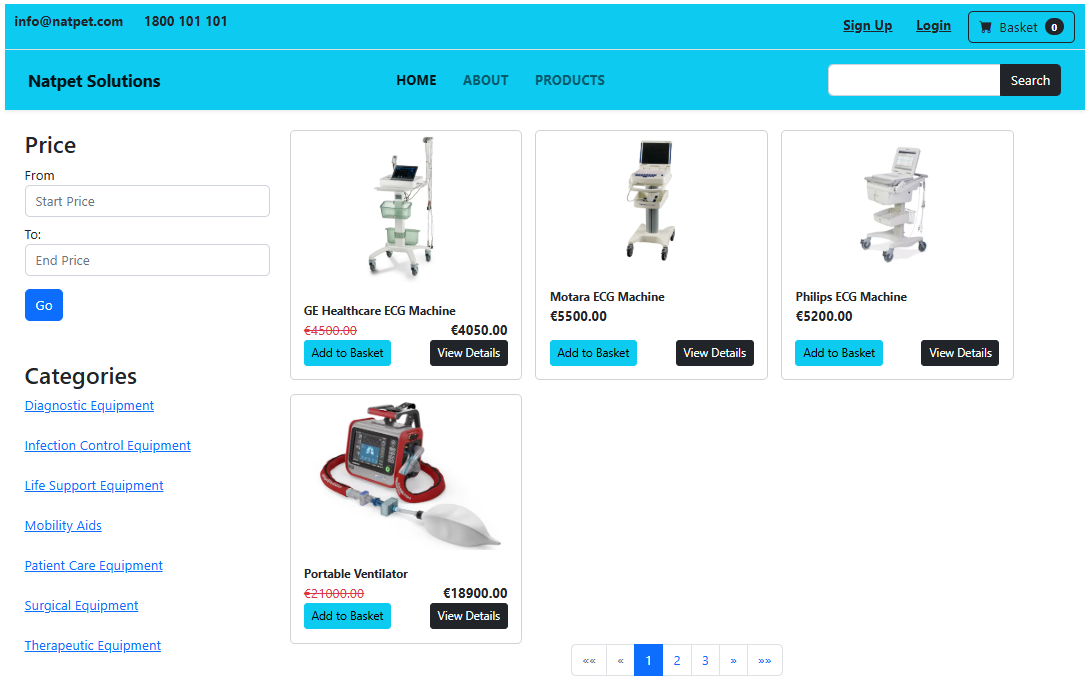 info@natpet.com 1800 101 101
Sign Up Login Basket 0
Natpet Solutions HOME ABOUT PRODUCTS Search
Price
From
Start Price
To:
End Price
Go
Categories
Diagnostic Equipment
Infection Control Equipment
Life Support Equipment
Mobility Aids
Patient Care Equipment
Surgical Equipment
Therapeutic Equipment
GE Healthcare ECG Machine
€4500.00 €4050.00
Add to Basket View Details
Motara ECG Machine
€5500.00
Add to Basket View Details
Philips ECG Machine
€5200.00
Add to Basket View Details
Portable Ventilator
€21000.00 €18900.00
Add to Basket View Details
«« « 1 2 3 » »»